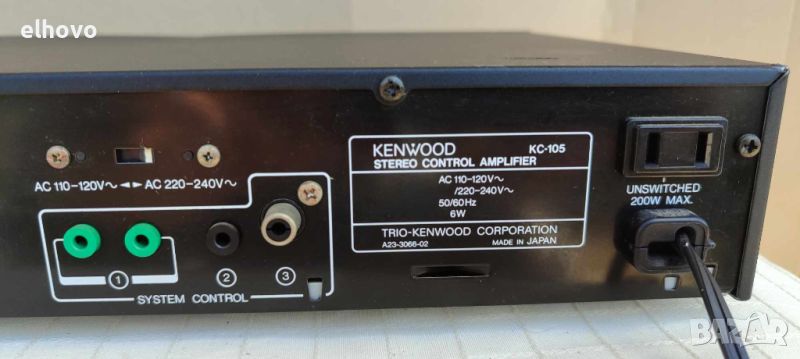 elhovo
KENWOOD KC-105
STEREO CONTROL AMPLIFIER
AC 110-120V~
/220-240V~
50/60Hz
6W
TRIO-KENWOOD CORPORATION
A23-3066-02 MADE IN JAPAN
AC 110-120V~ ◄► AC 220-240V~
1 2 3
SYSTEM CONTROL
UNSWITCHED
200W MAX.
BAZAR